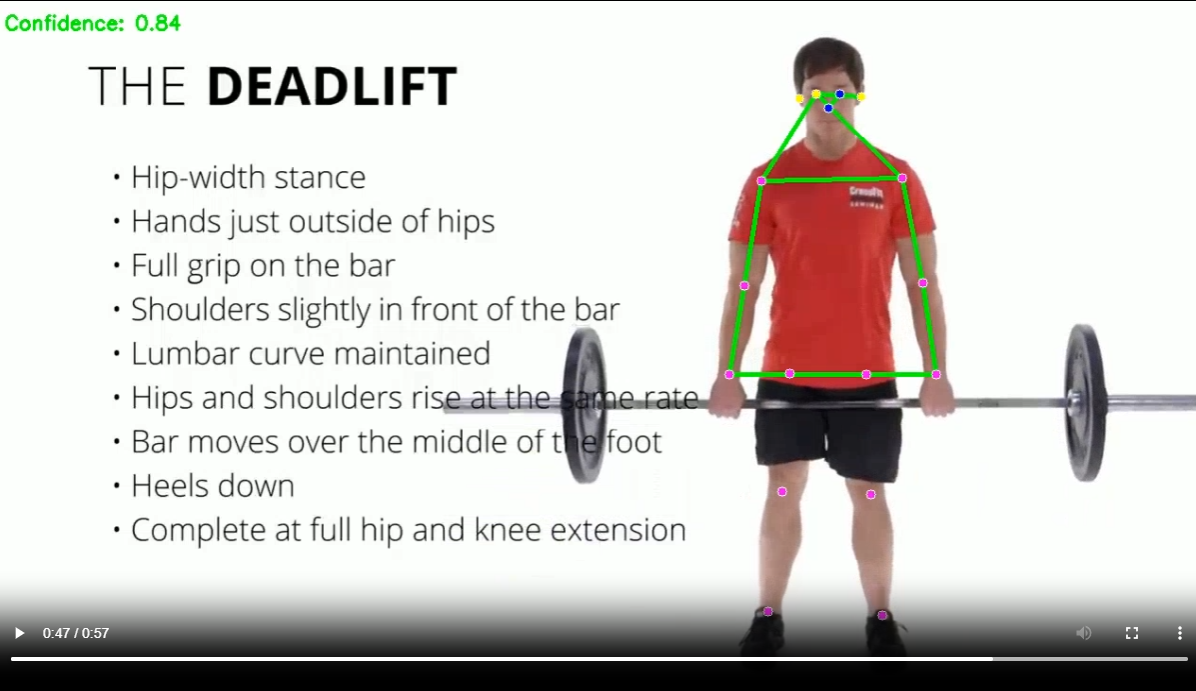 Confidence: 0.84
THE DEADLIFT
• Hip-width stance
• Hands just outside of hips
• Full grip on the bar
• Shoulders slightly in front of the bar
• Lumbar curve maintained
• Hips and shoulders rise at the same rate
• Bar moves over the middle of the foot
• Heels down
• Complete at full hip and knee extension
CrossFit
SEMINAR
0:47 / 0:57